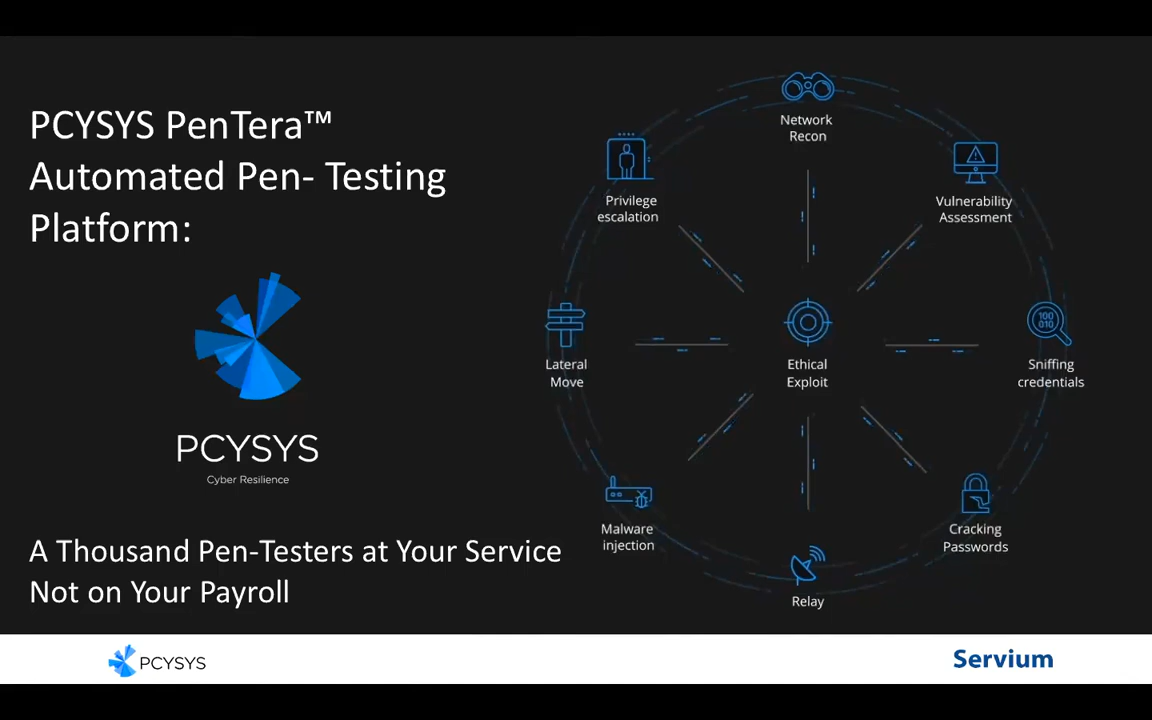 PCYSYS PenTera™
Automated Pen- Testing
Platform:
PCYSYS
Cyber Resilience
A Thousand Pen-Testers at Your Service
Not on Your Payroll
Network
Recon
Vulnerability
Assessment
Sniffing
credentials
Cracking
Passwords
Relay
Malware
injection
Lateral
Move
Privilege
escalation
Ethical
Exploit
100
010
PCYSYS
Servium